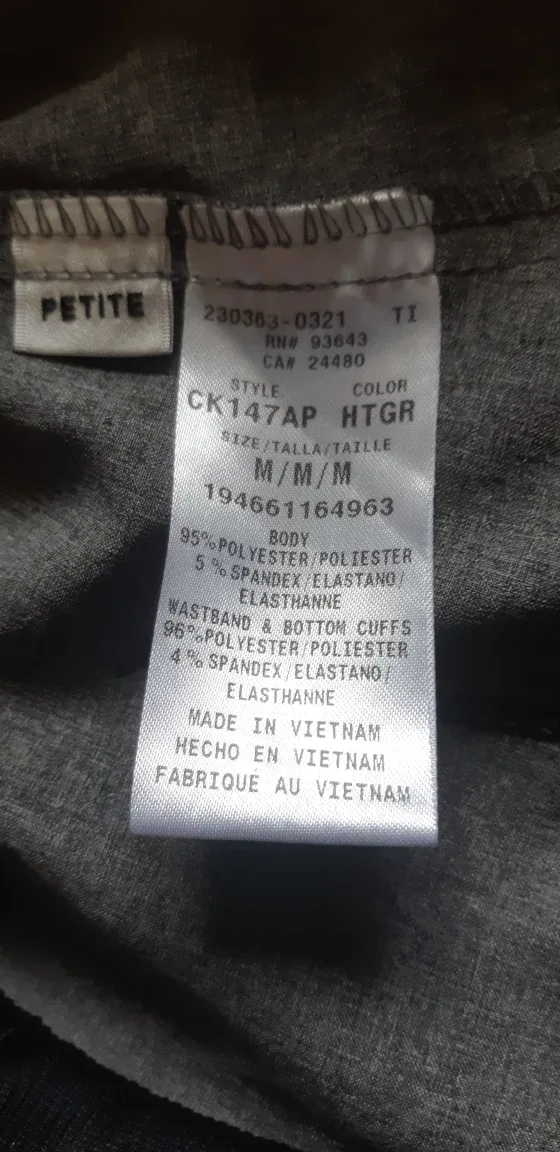 PETITE
230363-0321 TI
RN# 93643
CA# 24480
STYLE COLOR
CK147AP HTGR
SIZE/TALLA/TAILLE
M/M/M
194661164963
BODY
95%POLYESTER/POLIESTER
5 %SPANDEX/ELASTANO/
ELASTHANNE
WASTBAND & BOTTOM CUFFS
96%POLYESTER/POLIESTER
4 %SPANDEX/ELASTANO/
ELASTHANNE
MADE IN VIETNAM
HECHO EN VIETNAM
FABRIQUÉ AU VIETNAM